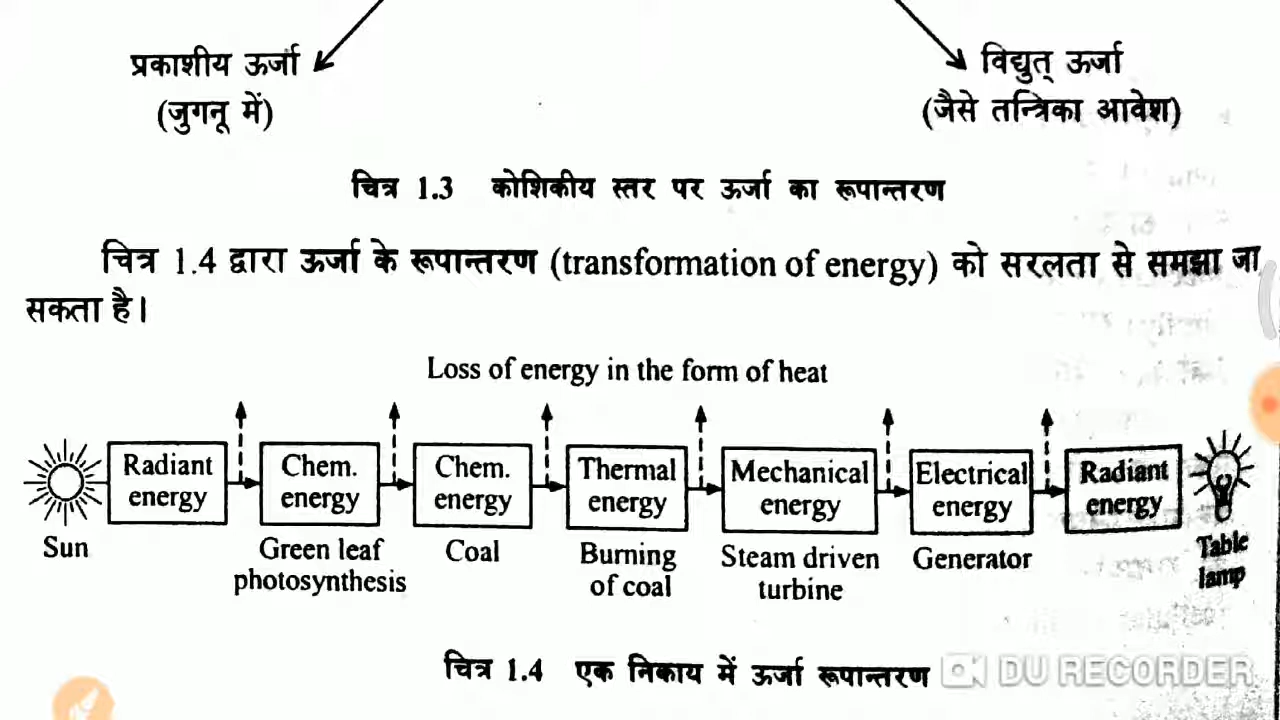 प्रकाशीय ऊर्जा
(जुगनू में)
विद्युत् ऊर्जा
(जैसे तन्त्रिका आवेश)
चित्र 1.3 कोशिकीय स्तर पर ऊर्जा का रूपान्तरण
चित्र 1.4 द्वारा ऊर्जा के रूपान्तरण (transformation of energy) को सरलता से समझा जा
सकता है।
Loss of energy in the form of heat
Radiant energy
Chem. energy
Chem. energy
Thermal energy
Mechanical energy
Electrical energy
Radiant energy
Sun
Green leaf photosynthesis
Coal
Burning of coal
Steam driven turbine
Generator
Table lamp
चित्र 1.4 एक निकाय में ऊर्जा रूपान्तरण
DU RECORDER